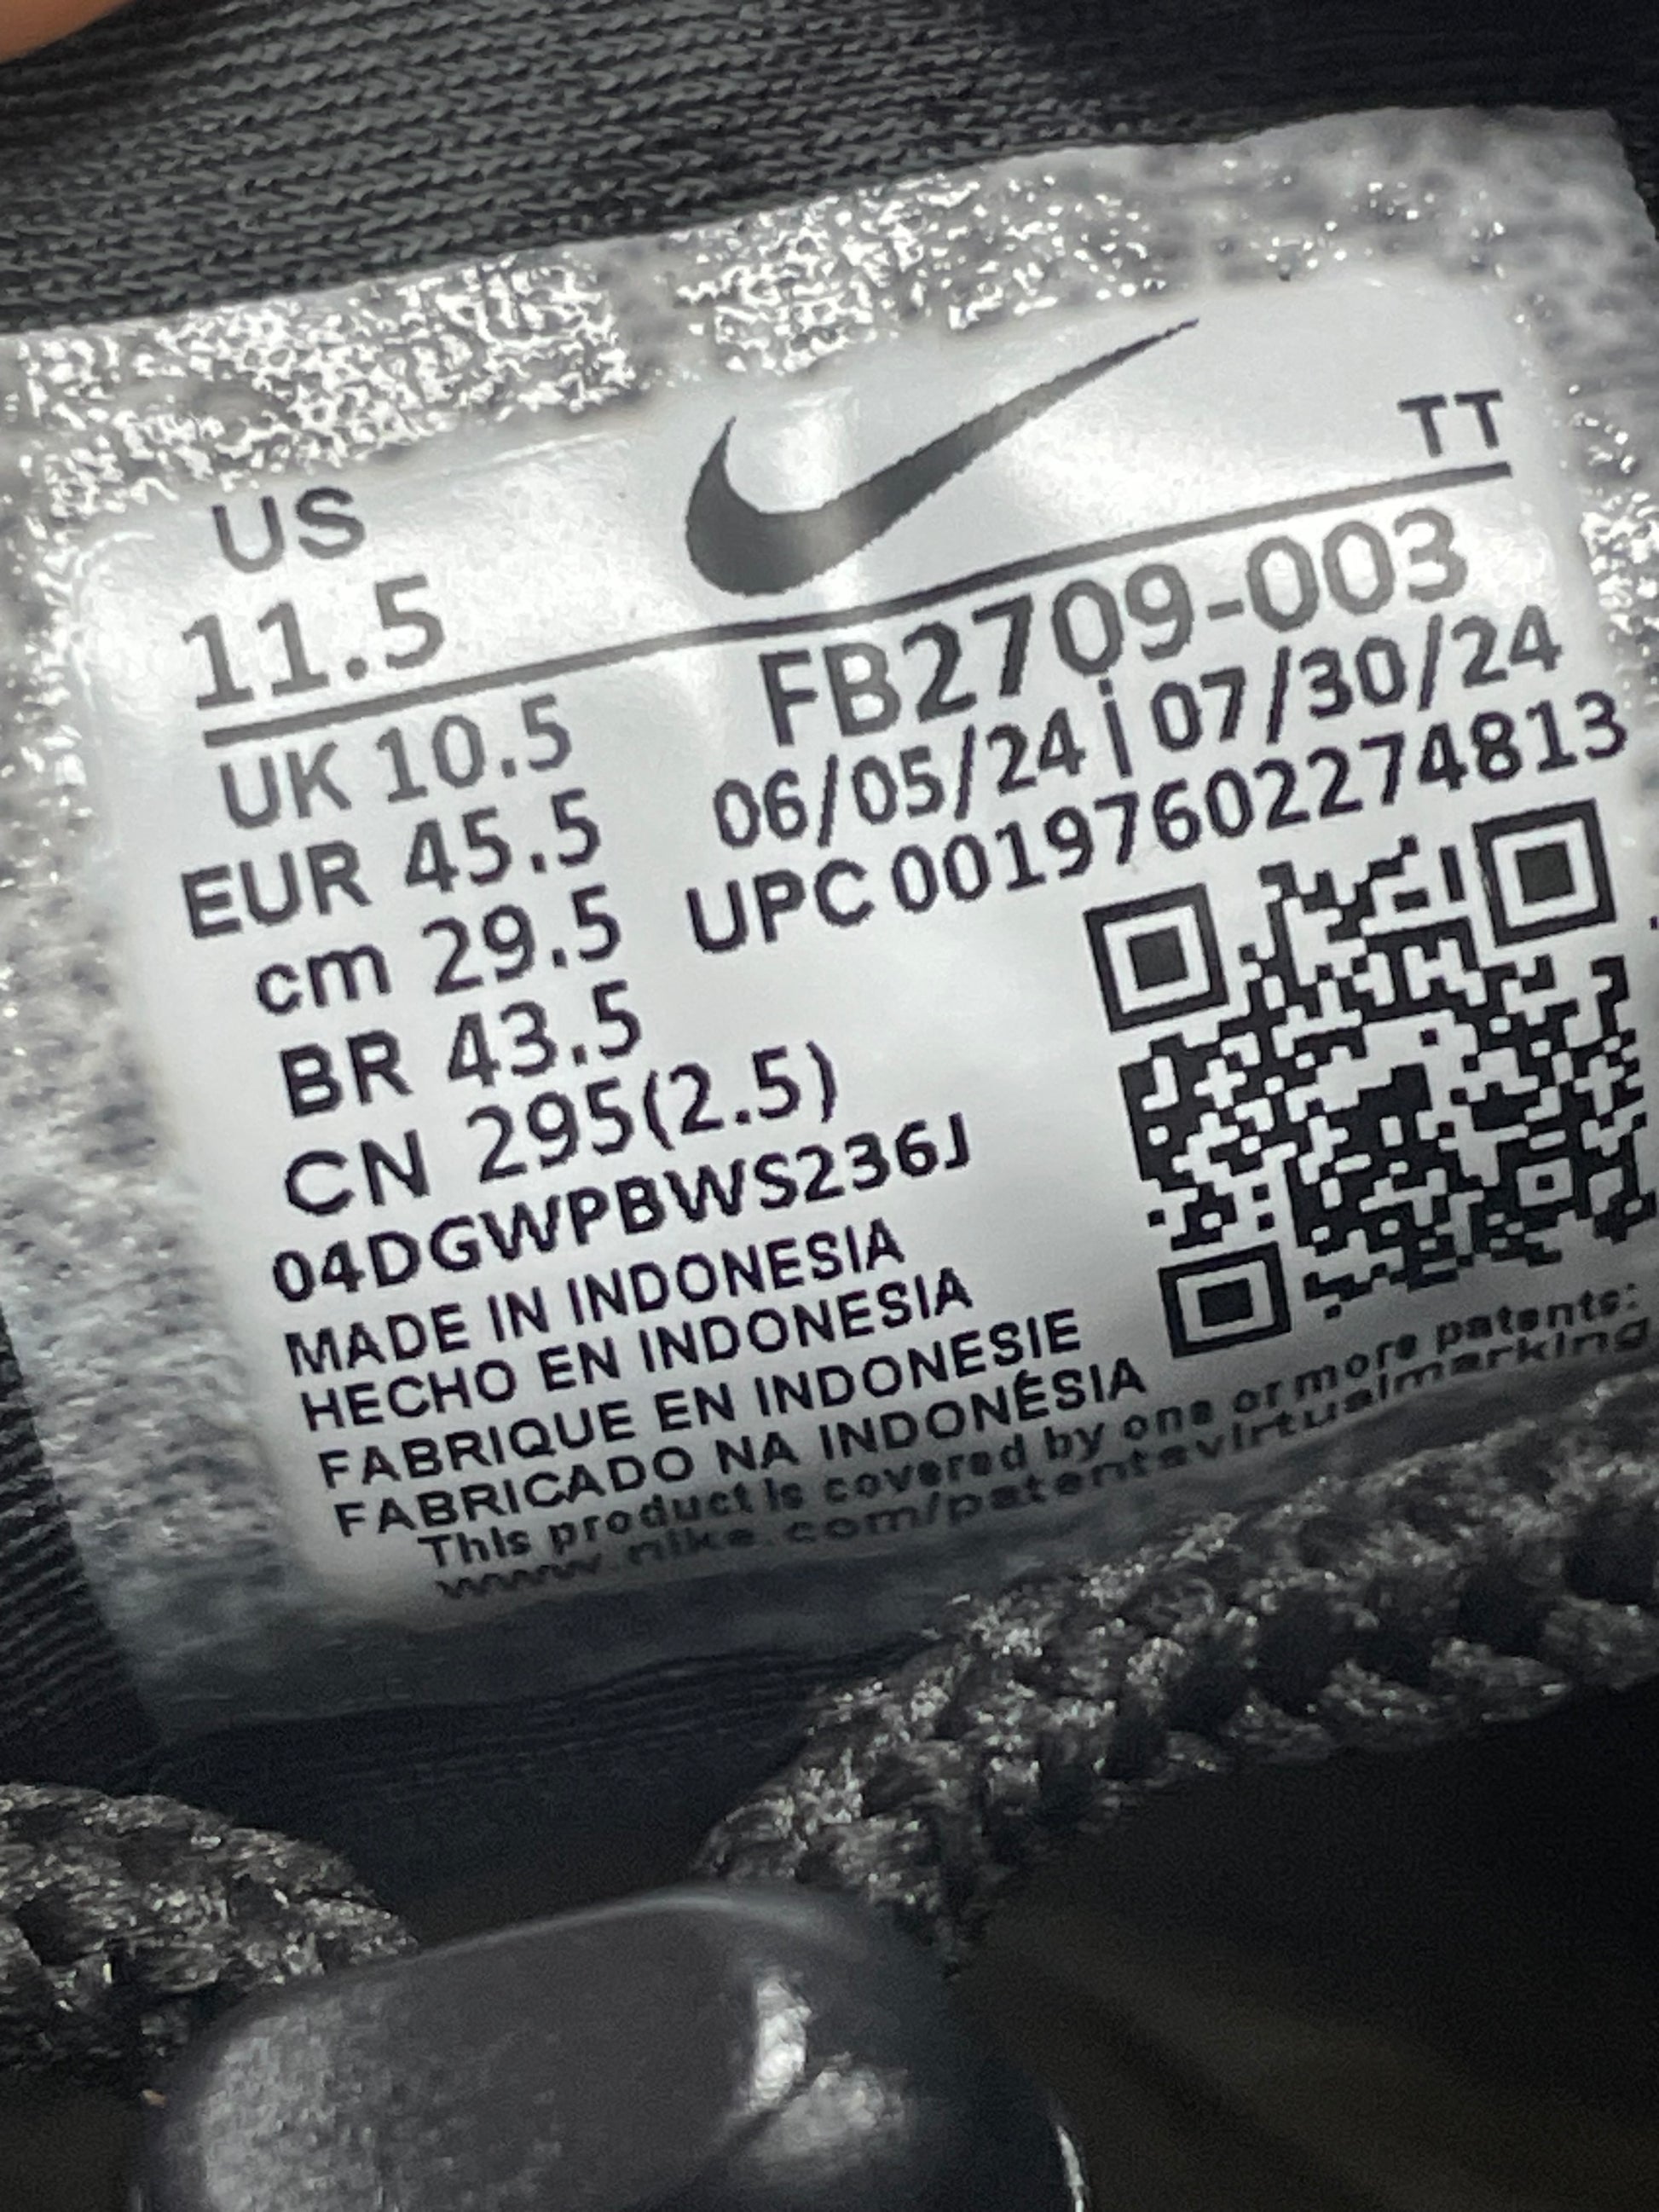 US
11.5
TT
UK 10.5
EUR 45.5
cm 29.5
BR 43.5
CN 295(2.5)
FB2709-003
06/05/24 | 07/30/24
UPC 00197602274813
04DGWPBWS236J
MADE IN INDONESIA
HECHO EN INDONESIA
FABRIQUE EN INDONESIE
FABRICADO NA INDONÉSIA
This product is covered by one or more patents:
www.nike.com/patentsvirtualmarking